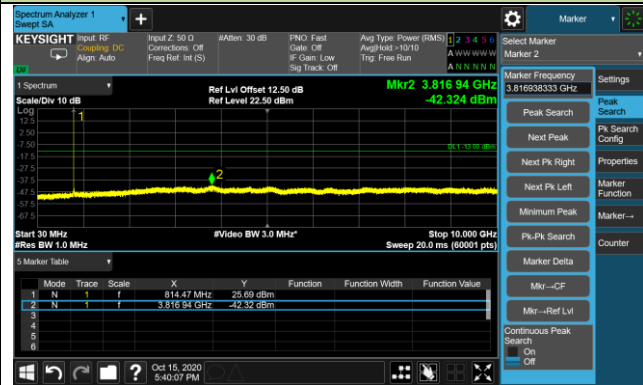 Spectrum Analyzer 1
Swept SA
Marker
KEYSIGHT
Input: RF
Coupling: DC
Align: Auto
Input Z: 50 Ω
Corrections: Off
Freq Ref: Int (S)
#Atten: 30 dB
PNO: Fast
Gate: Off
IF Gain: Low
Sig Track: Off
Avg Type: Power (RMS)
Avg|Hold:>10/10
Trig: Free Run
1 2 3 4 5 6
A W W W W W
A N N N N N
Select Marker
Marker 2
1 Spectrum
Scale/Div 10 dB
Log
Ref Lvl Offset 12.50 dB
Ref Level 22.50 dBm
Mkr2 3.816 94 GHz
-42.324 dBm
12.5
2.50
-7.50
-17.5
-27.5
-37.5
-47.5
-57.5
-67.5
1
2
DL1 -13.00 dBm
Start 30 MHz
#Res BW 1.0 MHz
#Video BW 3.0 MHz*
Stop 10.000 GHz
Sweep 20.0 ms (60001 pts)
5 Marker Table
Mode Trace Scale X Y Function Function Width Function Value
1 N 1 f 814.47 MHz 25.69 dBm
2 N 1 f 3.816 94 GHz -42.32 dBm
3
4
5
6
Marker Frequency
3.816938333 GHz
Peak Search
Next Peak
Next Pk Right
Next Pk Left
Minimum Peak
Pk-Pk Search
Marker Delta
Mkr→CF
Mkr→Ref Lvl
Continuous Peak
Search
On
Off
Settings
Peak
Search
Pk Search
Config
Properties
Marker
Function
Marker→
Counter
?
Oct 15, 2020
5:40:07 PM